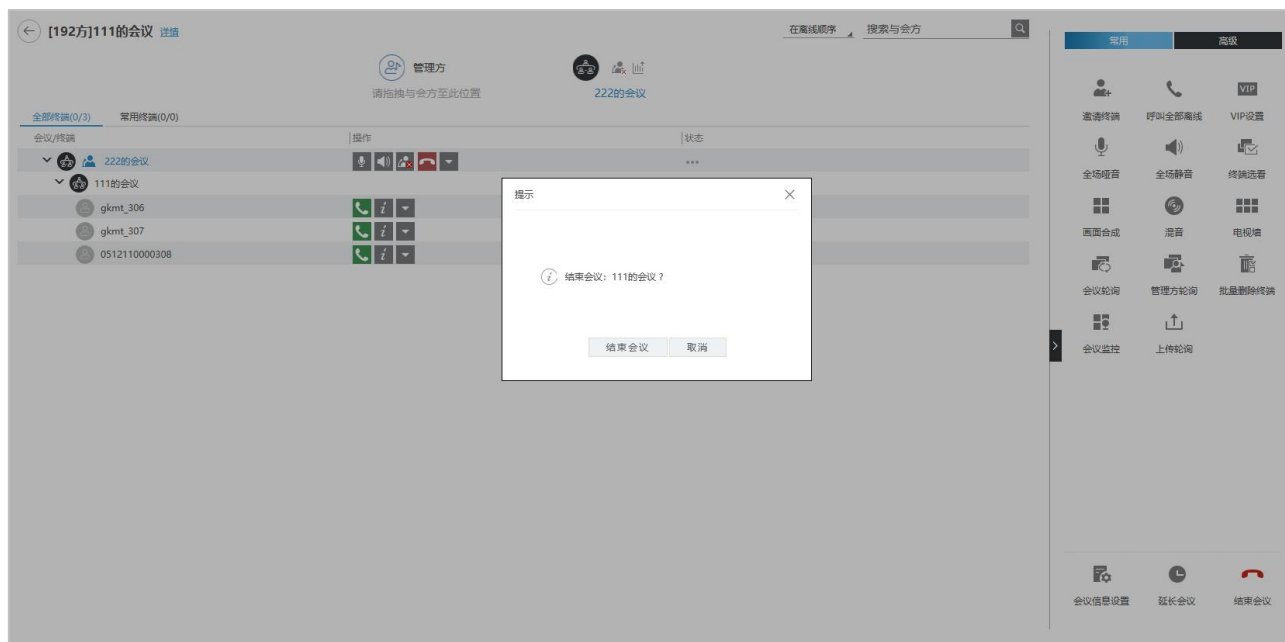 [192方]111的会议 详情
在离线顺序 搜索与会方
管理方
请拖拽与会方至此位置
222的会议
全部终端(0/3) 常用终端(0/0)
会议/终端 操作 状态
222的会议
111的会议
gkmt_306
gkmt_307
0512110000308
提示
结束会议：111的会议？
结束会议 取消
常用 高级
邀请终端 呼叫全部离线 VIP设置
全场哑音 全场静音 终端选看
画面合成 混音 电视墙
会议轮询 管理方轮询 批量删除终端
会议监控 上传轮询
会议信息设置 延长会议 结束会议